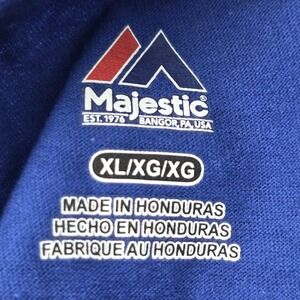 Majestic®
EST. 1976 BANGOR, PA, USA
XL/XG/XG
MADE IN HONDURAS
HECHO EN HONDURAS
FABRIQUE AU HONDURAS